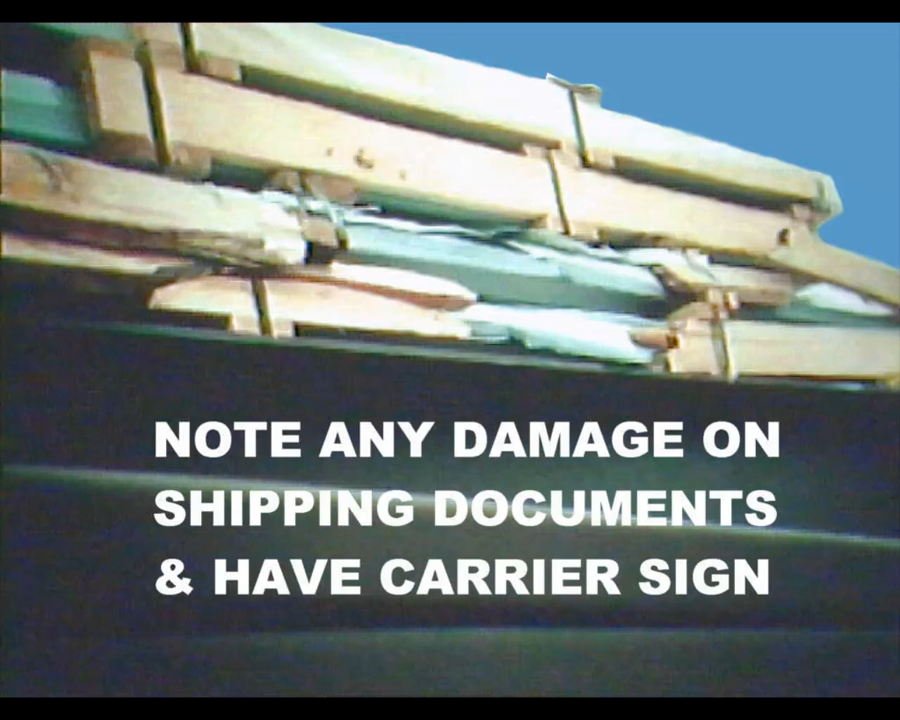 NOTE ANY DAMAGE ON
SHIPPING DOCUMENTS
& HAVE CARRIER SIGN